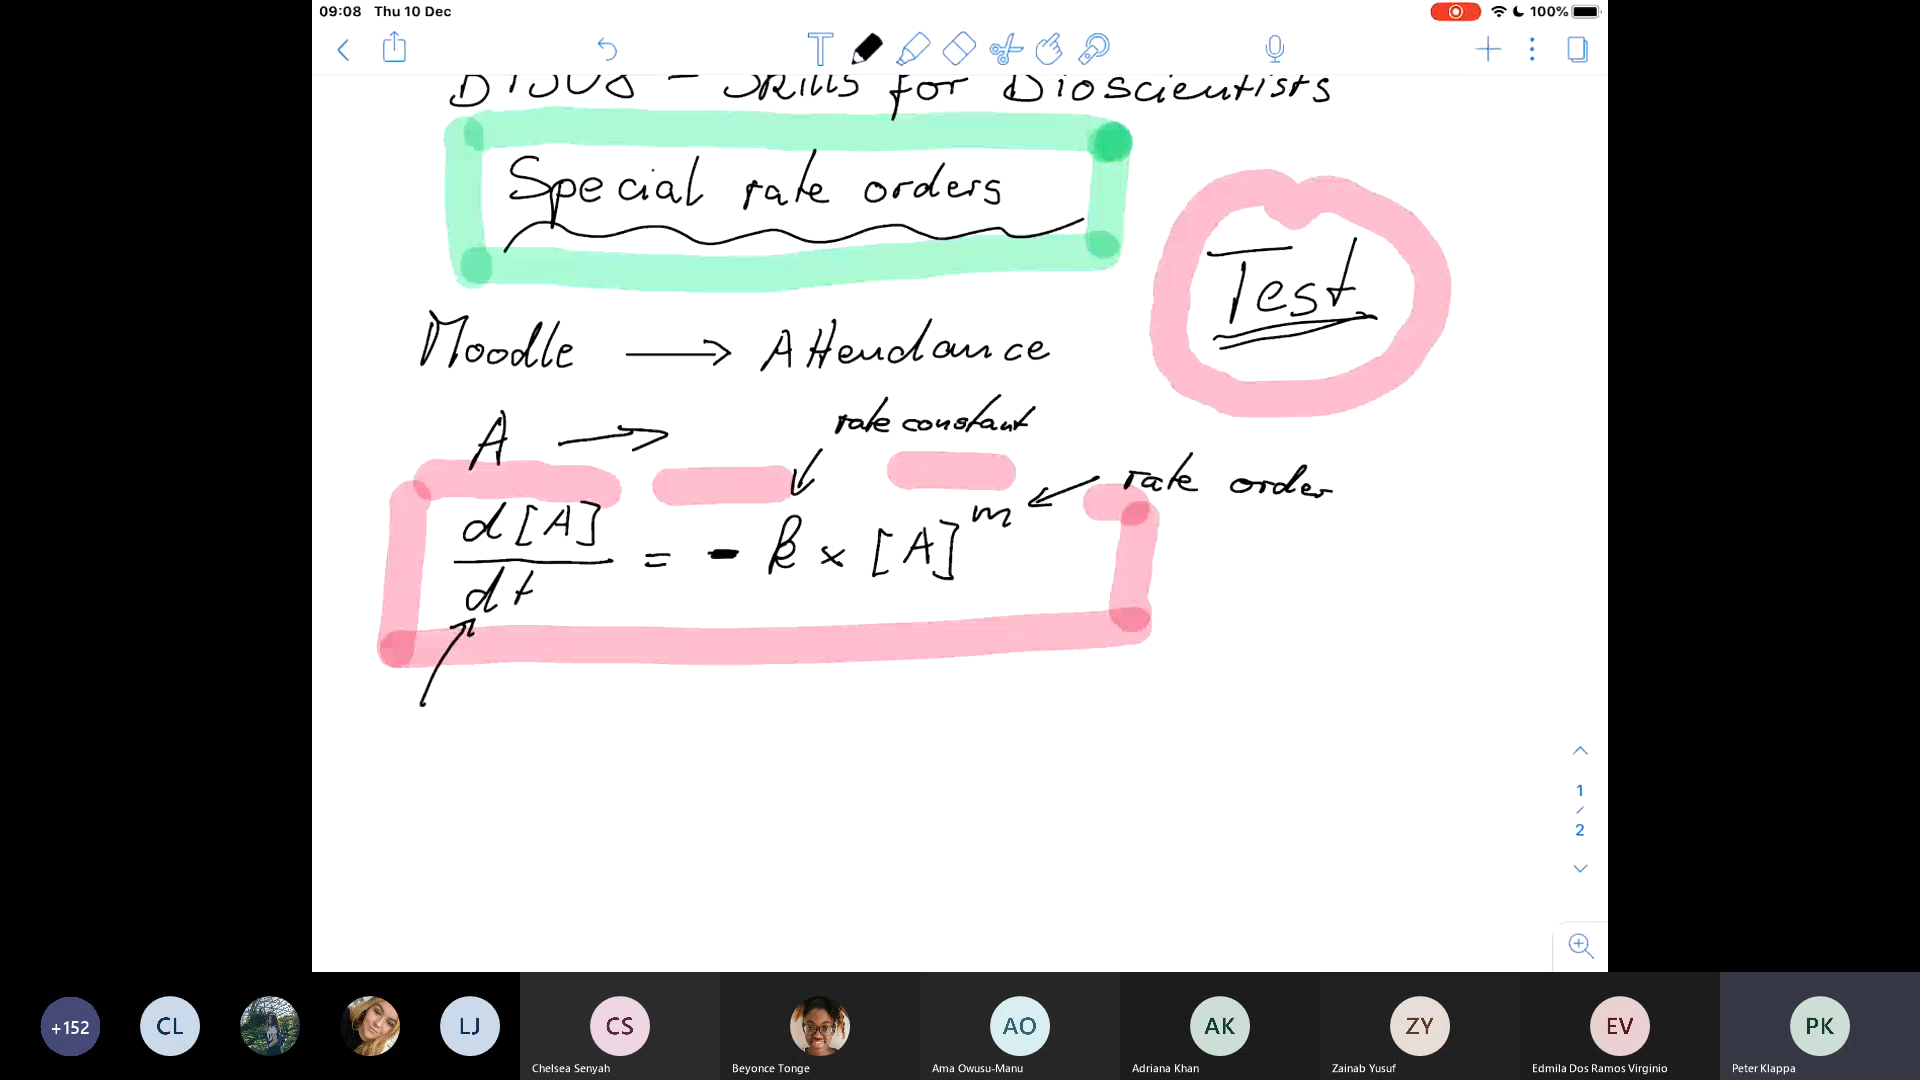 09:08 Thu 10 Dec
100%
- Skills for Bioscientists
Special rate orders
Test
Moodle → Attendance
rate constant
A →
rate order
d[A]
dt
= - k × [A]^m
1
/
2
+152
CL
LJ
CS
AO
AK
ZY
EV
PK
Chelsea Senyah
Beyonce Tonge
Ama Owusu-Manu
Adriana Khan
Zainab Yusuf
Edmila Dos Ramos Virginio
Peter Klappa